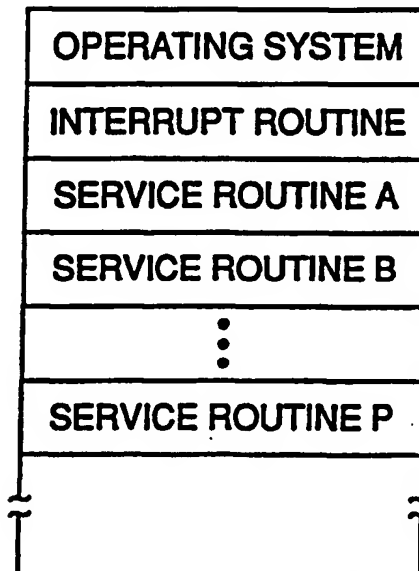 OPERATING SYSTEM
INTERRUPT ROUTINE
SERVICE ROUTINE A
SERVICE ROUTINE B
SERVICE ROUTINE P